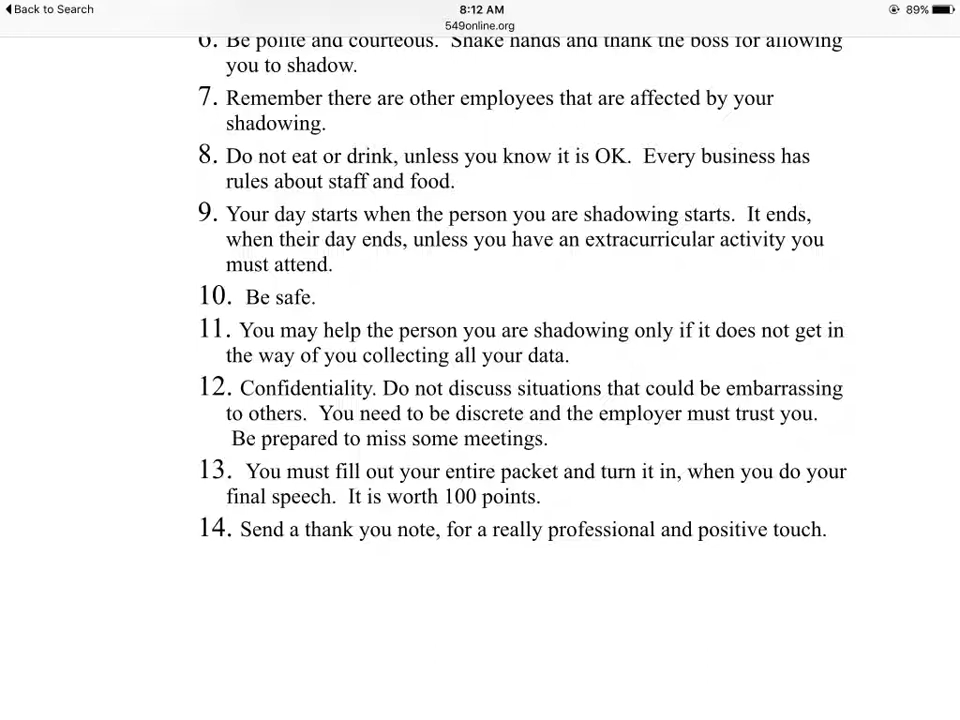 Back to Search
8:12 AM
89%
549online.org
6. Be polite and courteous.  Shake hands and thank the boss for allowing
you to shadow.
7. Remember there are other employees that are affected by your
shadowing.
8. Do not eat or drink, unless you know it is OK.  Every business has
rules about staff and food.
9. Your day starts when the person you are shadowing starts.  It ends,
when their day ends, unless you have an extracurricular activity you
must attend.
10.  Be safe.
11. You may help the person you are shadowing only if it does not get in
the way of you collecting all your data.
12. Confidentiality. Do not discuss situations that could be embarrassing
to others.  You need to be discrete and the employer must trust you.
Be prepared to miss some meetings.
13.  You must fill out your entire packet and turn it in, when you do your
final speech.  It is worth 100 points.
14. Send a thank you note, for a really professional and positive touch.